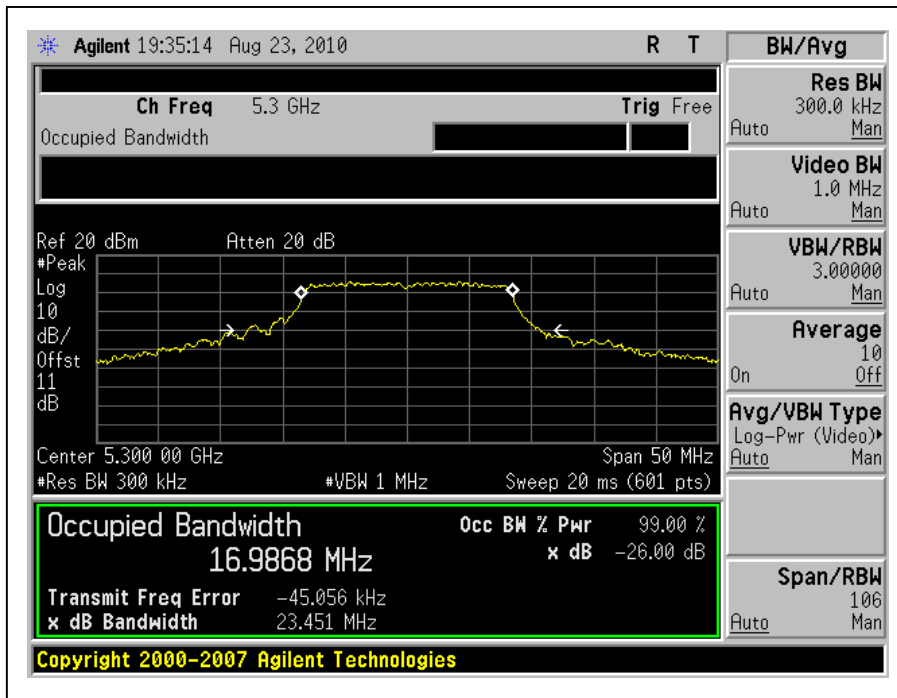 Agilent 19:35:14 Aug 23, 2010 R T
BW/Avg
Ch Freq 5.3 GHz Trig Free
Occupied Bandwidth
Res BW
300.0 kHz
Auto Man
Video BW
1.0 MHz
Auto Man
VBW/RBW
3.00000
Auto Man
Average
10
On Off
Avg/VBW Type
Log-Pwr (Video)
Auto Man
Span/RBW
106
Auto Man
Ref 20 dBm Atten 20 dB
#Peak
Log
10
dB/
Offst
11
dB
Center 5.300 00 GHz Span 50 MHz
#Res BW 300 kHz #VBW 1 MHz Sweep 20 ms (601 pts)
Occupied Bandwidth Occ BW % Pwr 99.00 %
16.9868 MHz x dB -26.00 dB
Transmit Freq Error -45.056 kHz
x dB Bandwidth 23.451 MHz
Copyright 2000-2007 Agilent Technologies